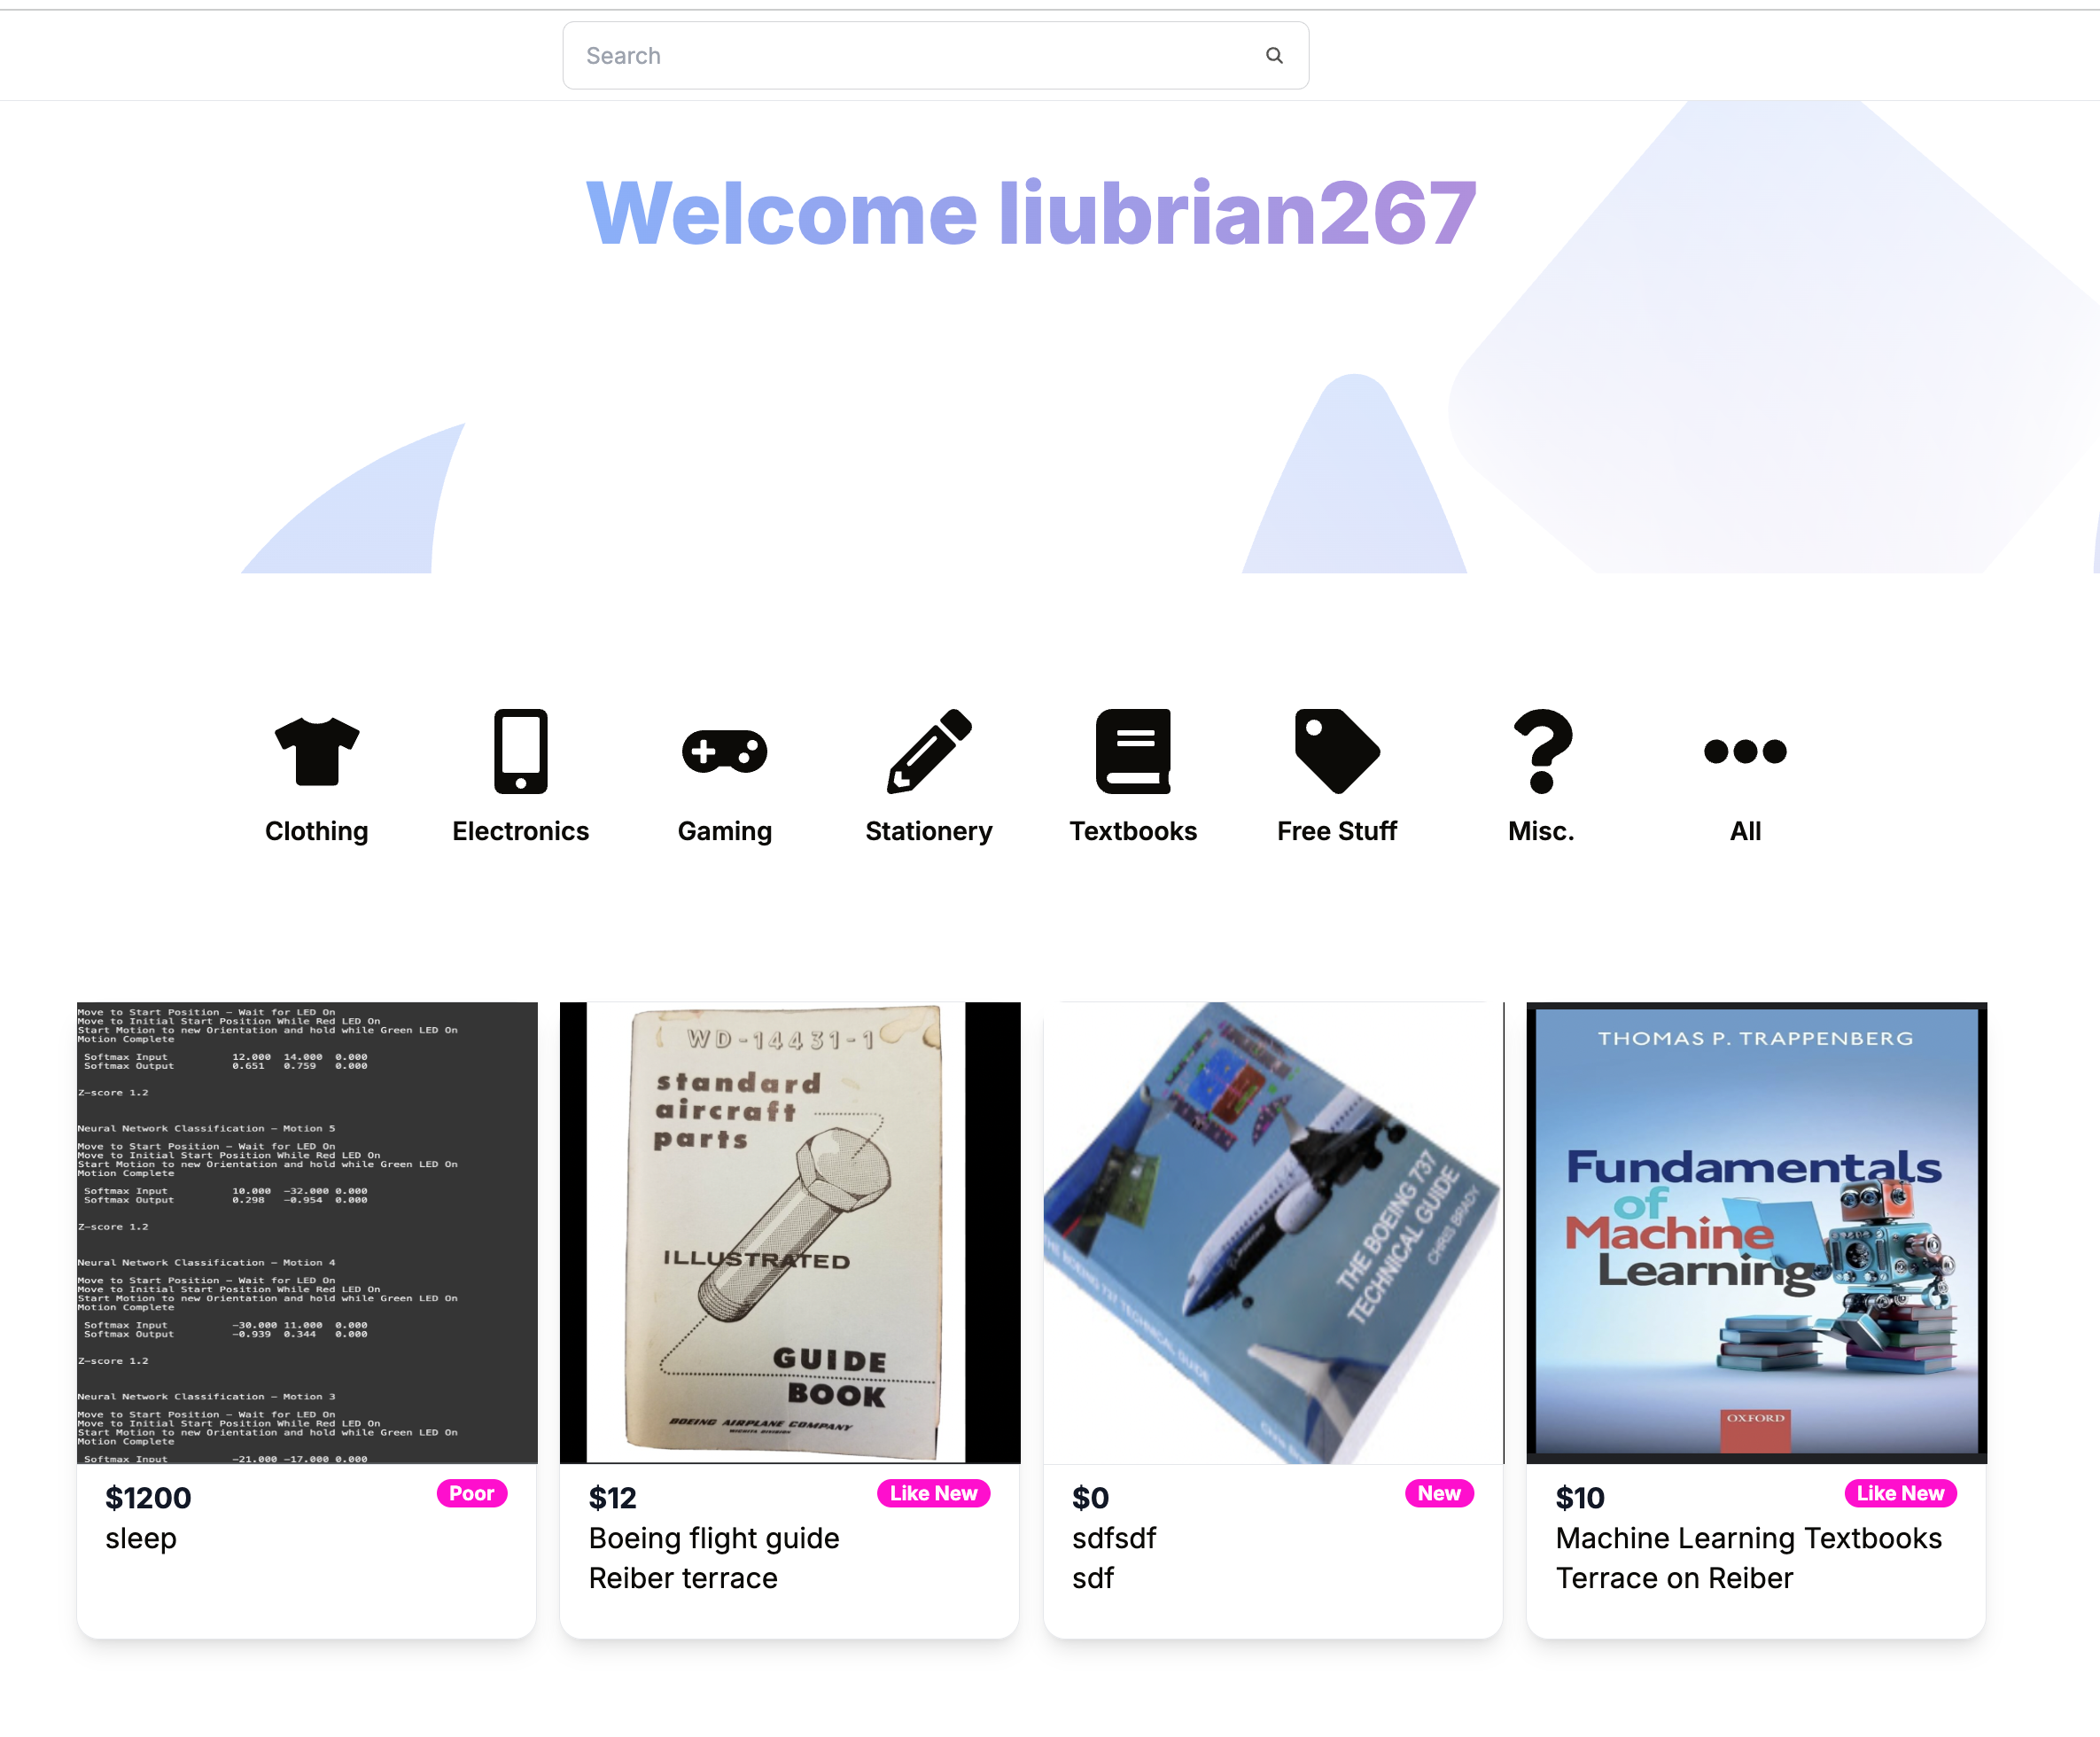 Search
Welcome liubrian267
Clothing
Electronics
Gaming
Stationery
Textbooks
Free Stuff
Misc.
All
Move to Start Position – Wait for LED On
Move to Initial Start Position While Red LED On
Start Motion to new Orientation and hold while Green LED On
Motion Complete
Softmax Input 12.000 14.000 0.000
Softmax Output 0.651 0.759 0.000
Z-score 1.2
Neural Network Classification – Motion 5
Move to Start Position – Wait for LED On
Move to Initial Start Position While Red LED On
Start Motion to new Orientation and hold while Green LED On
Motion Complete
Softmax Input 10.000 -32.000 0.000
Softmax Output 0.298 -0.954 0.000
Z-score 1.2
Neural Network Classification – Motion 4
Move to Start Position – Wait for LED On
Move to Initial Start Position While Red LED On
Start Motion to new Orientation and hold while Green LED On
Motion Complete
Softmax Input -30.000 11.000 0.000
Softmax Output -0.939 0.344 0.000
Z-score 1.2
Neural Network Classification – Motion 3
Move to Start Position – Wait for LED On
Move to Initial Start Position While Red LED On
Start Motion to new Orientation and hold while Green LED On
Motion Complete
Softmax Input -21.000 -17.000 0.000
$1200
Poor
sleep
WD-14431-1
standard
aircraft
parts
ILLUSTRATED
GUIDE
BOOK
BOEING AIRPLANE COMPANY
WICHITA DIVISION
$12
Like New
Boeing flight guide
Reiber terrace
THE BOEING 737
TECHNICAL GUIDE
CHRIS BRADY
THE BOEING 737 TECHNICAL GUIDE
$0
New
sdfsdf
sdf
THOMAS P. TRAPPENBERG
Fundamentals
of
Machine
Learning
OXFORD
$10
Like New
Machine Learning Textbooks
Terrace on Reiber